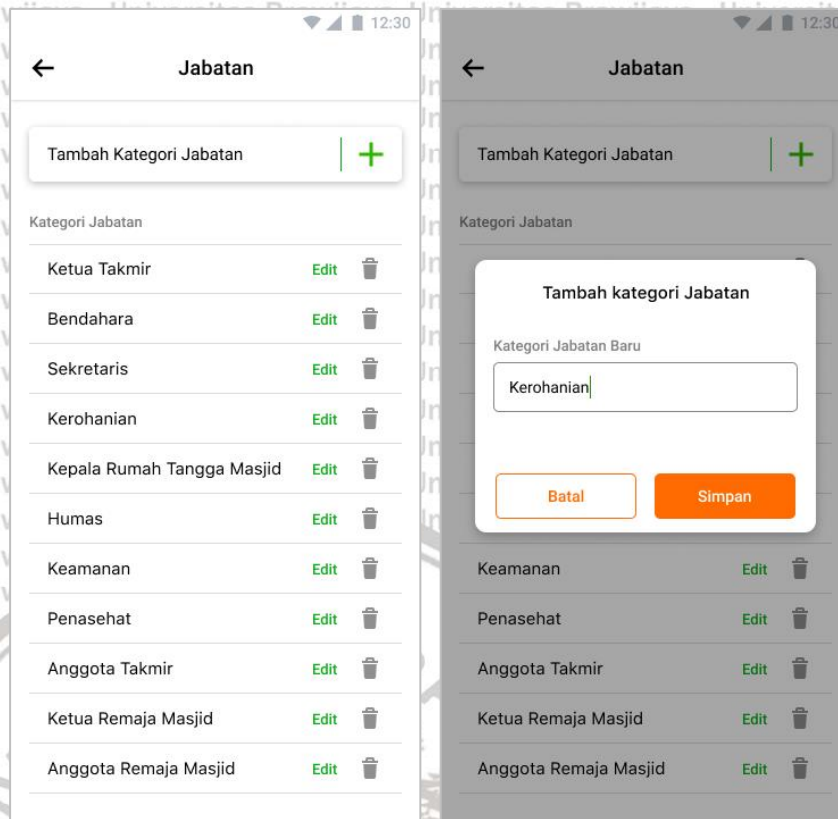 12:30
Jabatan
Tambah Kategori Jabatan
Kategori Jabatan
Ketua Takmir Edit
Bendahara Edit
Sekretaris Edit
Kerohanian Edit
Kepala Rumah Tangga Masjid Edit
Humas Edit
Keamanan Edit
Penasehat Edit
Anggota Takmir Edit
Ketua Remaja Masjid Edit
Anggota Remaja Masjid Edit
12:30
Jabatan
Tambah Kategori Jabatan
Kategori Jabatan
Tambah kategori Jabatan
Kategori Jabatan Baru
Kerohanian
Batal Simpan
Keamanan Edit
Penasehat Edit
Anggota Takmir Edit
Ketua Remaja Masjid Edit
Anggota Remaja Masjid Edit